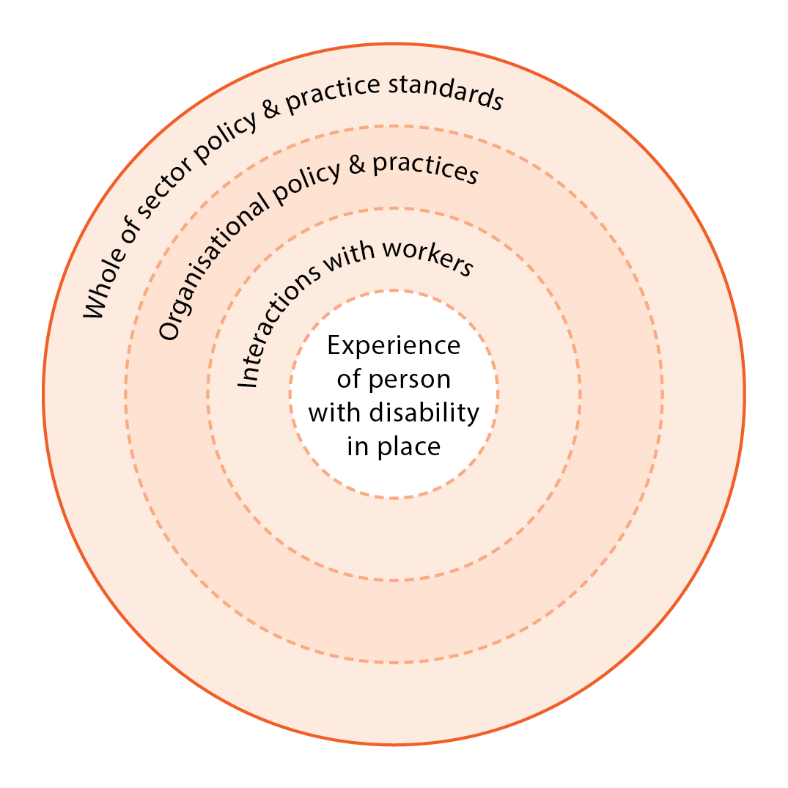 Whole of sector policy & practice standards
Organisational policy & practices
Interactions with workers
Experience
of person
with disability
in place